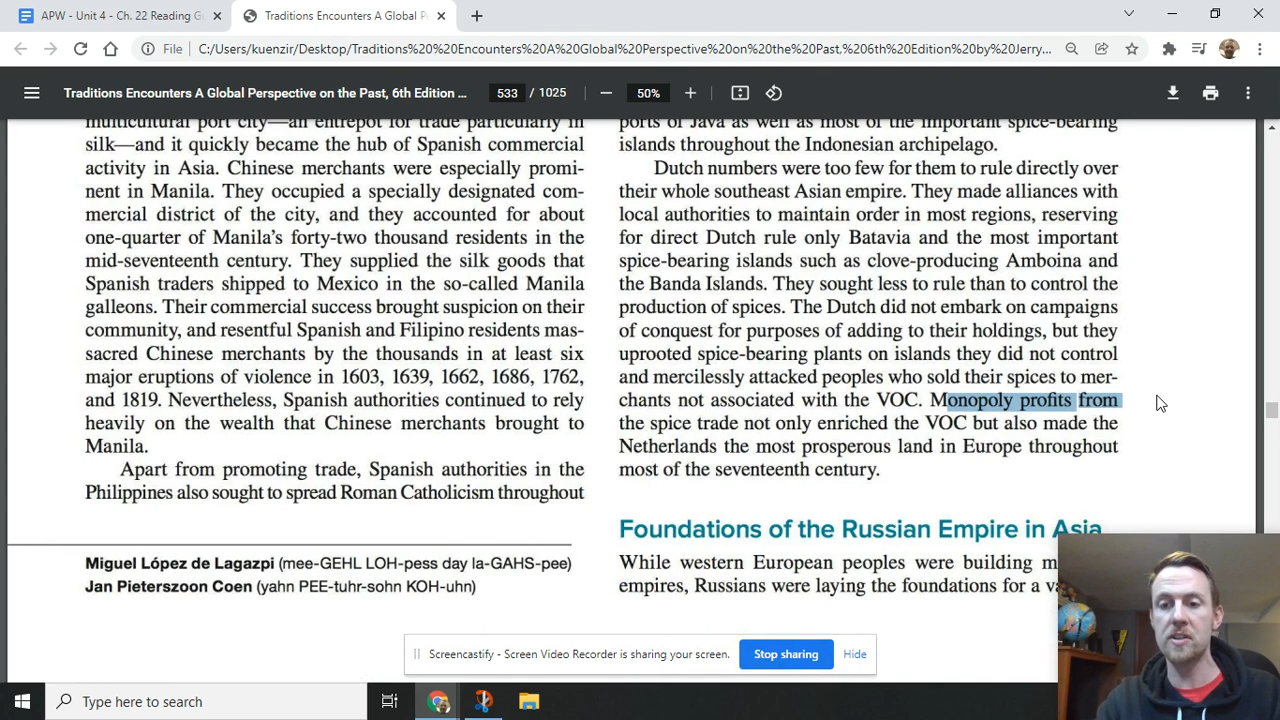 APW - Unit 4 - Ch. 22 Reading G
Traditions Encounters A Global P
File
C:/Users/kuenzir/Desktop/Traditions%20%20Encounters%20A%20Global%20Perspective%20on%20the%20Past,%206th%20Edition%20by%20Jerry...
Traditions Encounters A Global Perspective on the Past, 6th Edition ...
533 / 1025
50%
multicultural port city—an entrepot for trade particularly in
silk—and it quickly became the hub of Spanish commercial
activity in Asia. Chinese merchants were especially promi-
nent in Manila. They occupied a specially designated com-
mercial district of the city, and they accounted for about
one-quarter of Manila's forty-two thousand residents in the
mid-seventeenth century. They supplied the silk goods that
Spanish traders shipped to Mexico in the so-called Manila
galleons. Their commercial success brought suspicion on their
community, and resentful Spanish and Filipino residents mas-
sacred Chinese merchants by the thousands in at least six
major eruptions of violence in 1603, 1639, 1662, 1686, 1762,
and 1819. Nevertheless, Spanish authorities continued to rely
heavily on the wealth that Chinese merchants brought to
Manila.
Apart from promoting trade, Spanish authorities in the
Philippines also sought to spread Roman Catholicism throughout
Miguel López de Lagazpi (mee-GEHL LOH-pess day la-GAHS-pee)
Jan Pieterszoon Coen (yahn PEE-tuhr-sohn KOH-uhn)
ports of Java as well as most of the important spice-bearing
islands throughout the Indonesian archipelago.
Dutch numbers were too few for them to rule directly over
their whole southeast Asian empire. They made alliances with
local authorities to maintain order in most regions, reserving
for direct Dutch rule only Batavia and the most important
spice-bearing islands such as clove-producing Amboina and
the Banda Islands. They sought less to rule than to control the
production of spices. The Dutch did not embark on campaigns
of conquest for purposes of adding to their holdings, but they
uprooted spice-bearing plants on islands they did not control
and mercilessly attacked peoples who sold their spices to mer-
chants not associated with the VOC. Monopoly profits from
the spice trade not only enriched the VOC but also made the
Netherlands the most prosperous land in Europe throughout
most of the seventeenth century.
Foundations of the Russian Empire in Asia
While western European peoples were building m
empires, Russians were laying the foundations for a v
Screencastify - Screen Video Recorder is sharing your screen.
Stop sharing
Hide
Type here to search